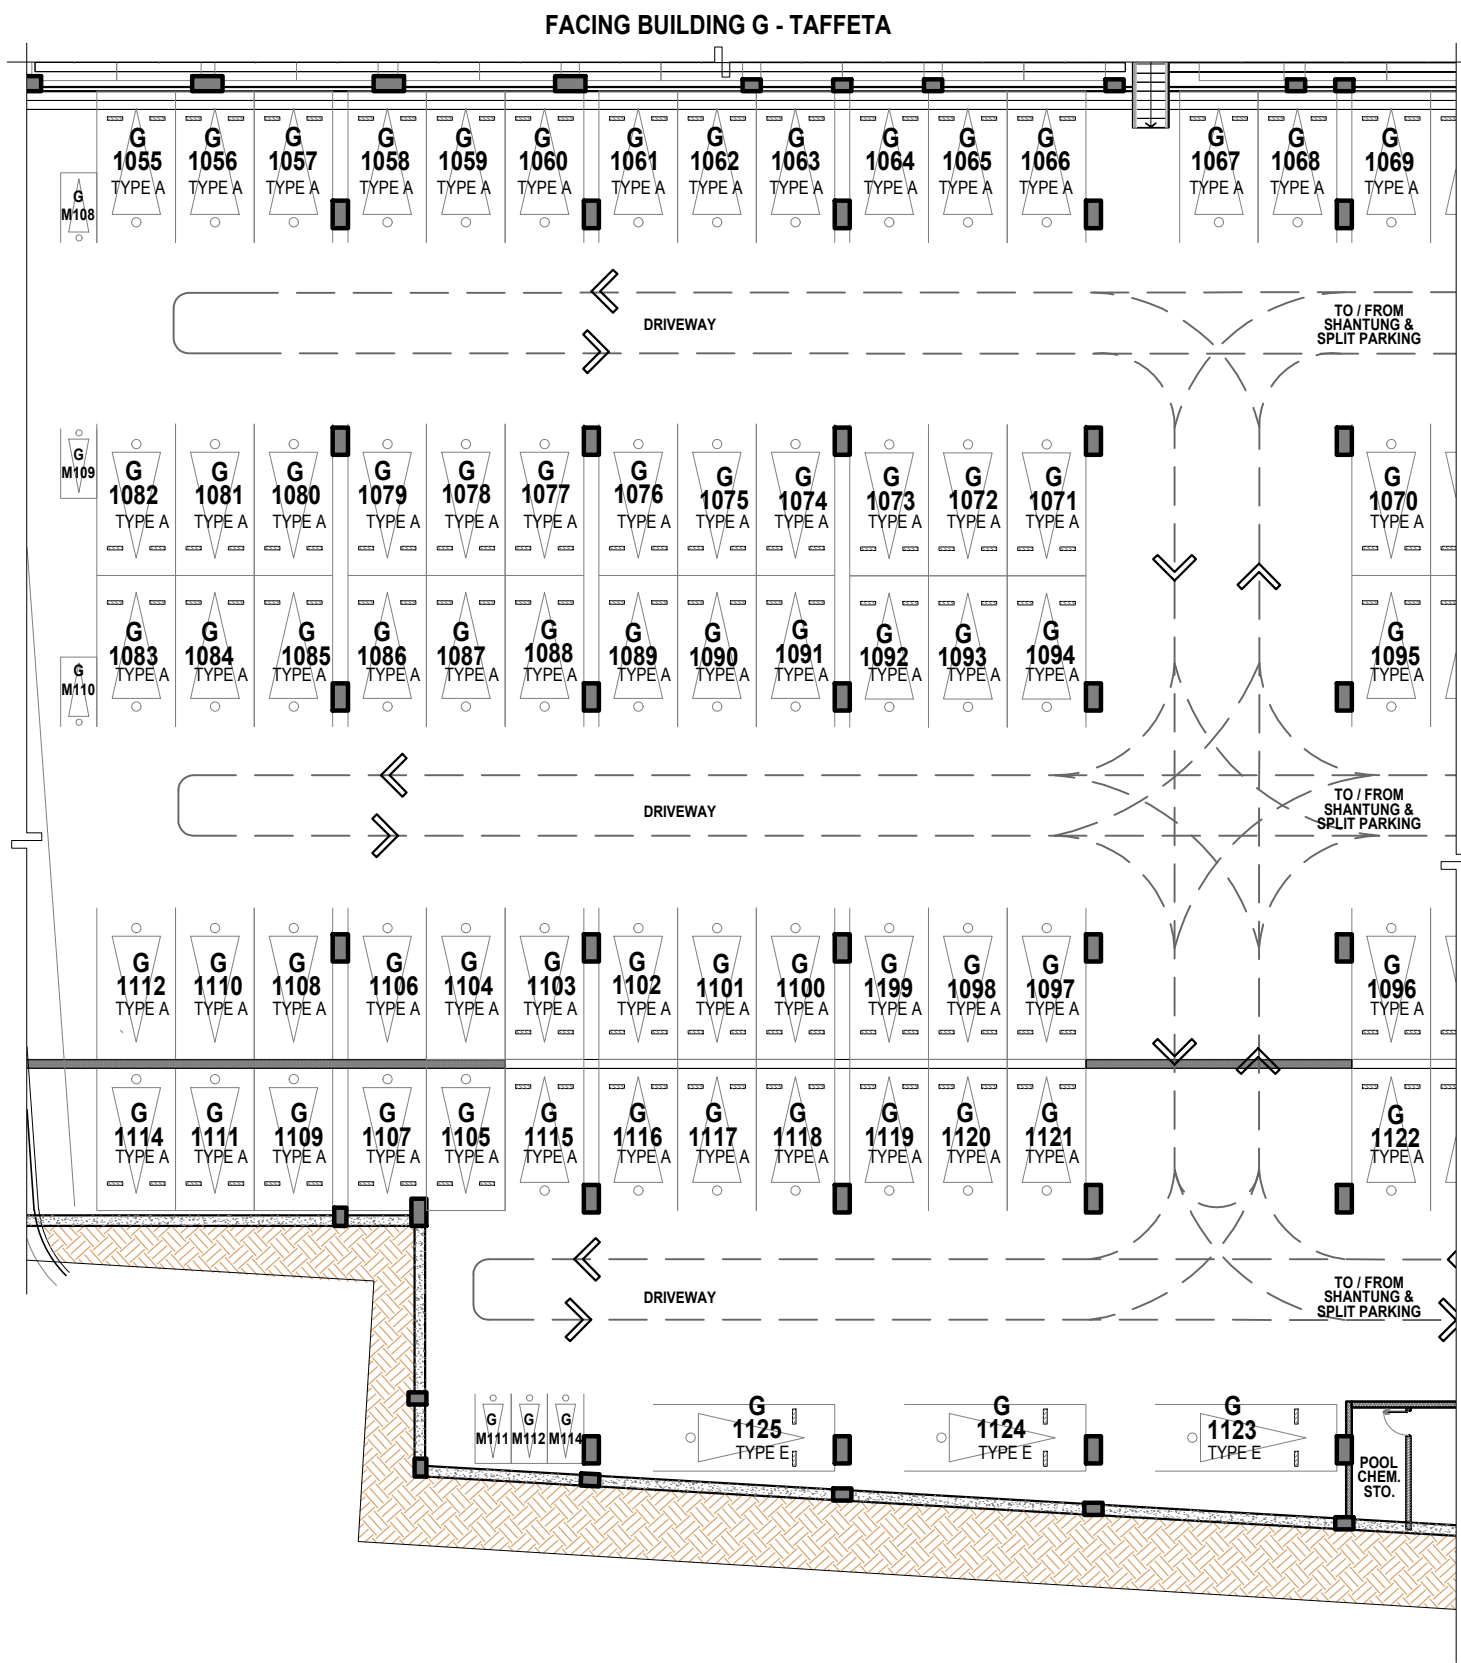 FACING BUILDING G - TAFFETA
G G G G G G G G G G G G G G G
1055 1056 1057 1058 1059 1060 1061 1062 1063 1064 1065 1066 1067 1068 1069
TYPE A TYPE A TYPE A TYPE A TYPE A TYPE A TYPE A TYPE A TYPE A TYPE A TYPE A TYPE A TYPE A TYPE A TYPE A
G
M108
DRIVEWAY
TO / FROM
SHANTUNG &
SPLIT PARKING
G
M109
G G G G G G G G G G G G G
1082 1081 1080 1079 1078 1077 1076 1075 1074 1073 1072 1071 1070
TYPE A TYPE A TYPE A TYPE A TYPE A TYPE A TYPE A TYPE A TYPE A TYPE A TYPE A TYPE A TYPE A
G G G G G G G G G G G G G
1083 1084 1085 1086 1087 1088 1089 1090 1091 1092 1093 1094 1095
TYPE A TYPE A TYPE A TYPE A TYPE A TYPE A TYPE A TYPE A TYPE A TYPE A TYPE A TYPE A TYPE A
G
M110
DRIVEWAY
TO / FROM
SHANTUNG &
SPLIT PARKING
G G G G G G G G G G G G G
1112 1110 1108 1106 1104 1103 1102 1101 1100 1199 1098 1097 1096
TYPE A TYPE A TYPE A TYPE A TYPE A TYPE A TYPE A TYPE A TYPE A TYPE A TYPE A TYPE A TYPE A
G G G G G G G G G G G G G
1114 1111 1109 1107 1105 1115 1116 1117 1118 1119 1120 1121 1122
TYPE A TYPE A TYPE A TYPE A TYPE A TYPE A TYPE A TYPE A TYPE A TYPE A TYPE A TYPE A TYPE A
DRIVEWAY
TO / FROM
SHANTUNG &
SPLIT PARKING
G G G
M111 M112 M114
G G G
1125 1124 1123
TYPE E TYPE E TYPE E
POOL
CHEM.
STO.